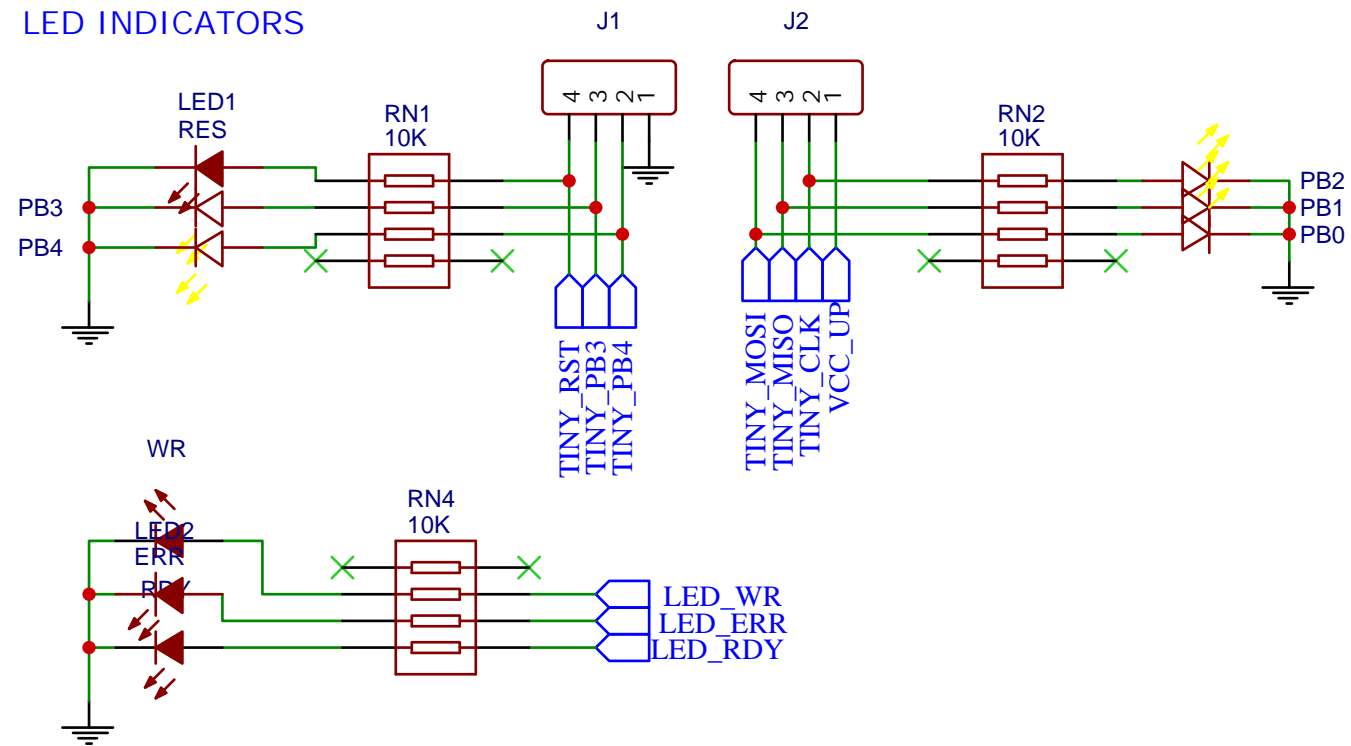 LED INDICATORS
J1
J2
LED1
RES
RN1
10K
4 3 2 1
4 3 2 1
RN2
10K
PB3
PB4
PB2
PB1
PB0
TINY_RST
TINY_PB3
TINY_PB4
TINY_MOSI
TINY_MISO
TINY_CLK
VCC_UP
WR
LED2
ERR
RDY
RN4
10K
LED_WR
LED_ERR
LED_RDY